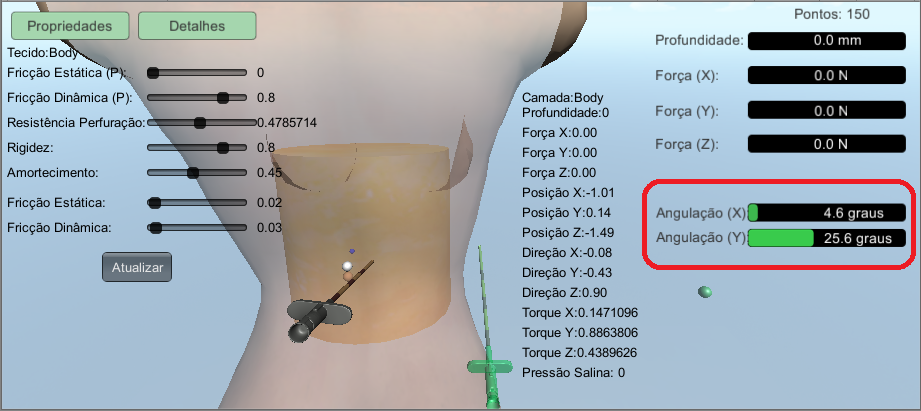 Propriedades
Detalhes
Tecido:Body
Fricção Estática (P): 0
Fricção Dinâmica (P): 0.8
Resistência Perfuração: 0.4785714
Rigidez: 0.8
Amortecimento: 0.45
Fricção Estática: 0.02
Fricção Dinâmica: 0.03
Atualizar
Camada:Body
Profundidade:0
Força X:0.00
Força Y:0.00
Força Z:0.00
Posição X:-1.01
Posição Y:0.14
Posição Z:-1.49
Direção X:-0.08
Direção Y:-0.43
Direção Z:0.90
Torque X:0.1471096
Torque Y:0.8863806
Torque Z:0.4389626
Pressão Salina: 0
Pontos: 150
Profundidade: 0.0 mm
Força (X): 0.0 N
Força (Y): 0.0 N
Força (Z): 0.0 N
Angulação (X): 4.6 graus
Angulação (Y): 25.6 graus